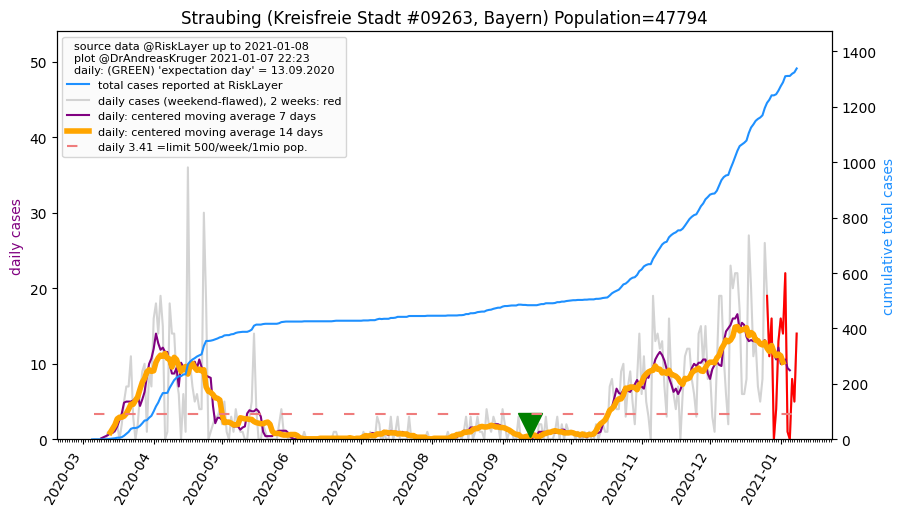 Straubing (Kreisfreie Stadt #09263, Bayern) Population=47794
source data @RiskLayer up to 2021-01-08
plot @DrAndreasKruger 2021-01-07 22:23
daily: (GREEN) 'expectation day' = 13.09.2020
total cases reported at RiskLayer
daily cases (weekend-flawed), 2 weeks: red
daily: centered moving average 7 days
daily: centered moving average 14 days
daily 3.41 =limit 500/week/1mio pop.
daily cases
50
40
30
20
10
0
cumulative total cases
1400
1200
1000
800
600
400
200
0
2020-03
2020-04
2020-05
2020-06
2020-07
2020-08
2020-09
2020-10
2020-11
2020-12
2021-01